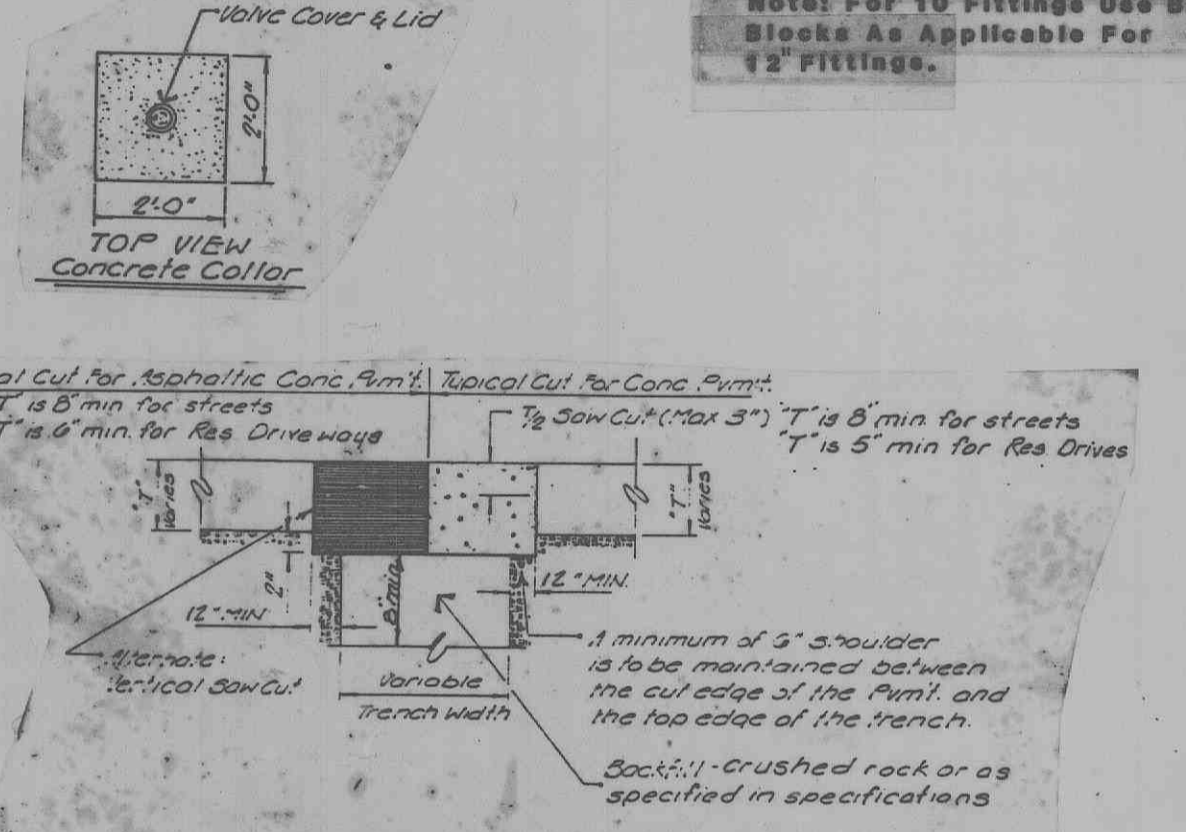 Valve Cover & Lid
2'-0"
2'-0"
TOP VIEW
Concrete Collar
Note: For 10 Fittings Use B
Blocks As Applicable For
12" Fittings.
al Cut For Asphaltic Conc. Pvm't.
T" is 8" min for streets
T" is 6" min. for Res Driveways
Typical Cut For Conc. Pvm't.
T/2 Saw Cut (Max 3")
"T" is 8" min for streets
"T" is 5" min for Res Drives
"T"
Varies
"T"
Varies
2"
8" min
12" MIN
12" MIN.
Alternate:
Vertical Saw Cut
Variable
Trench Width
A minimum of 6" shoulder
is to be maintained between
the cut edge of the Pvm't. and
the top edge of the trench.
Backfill - Crushed rock or as
specified in specifications